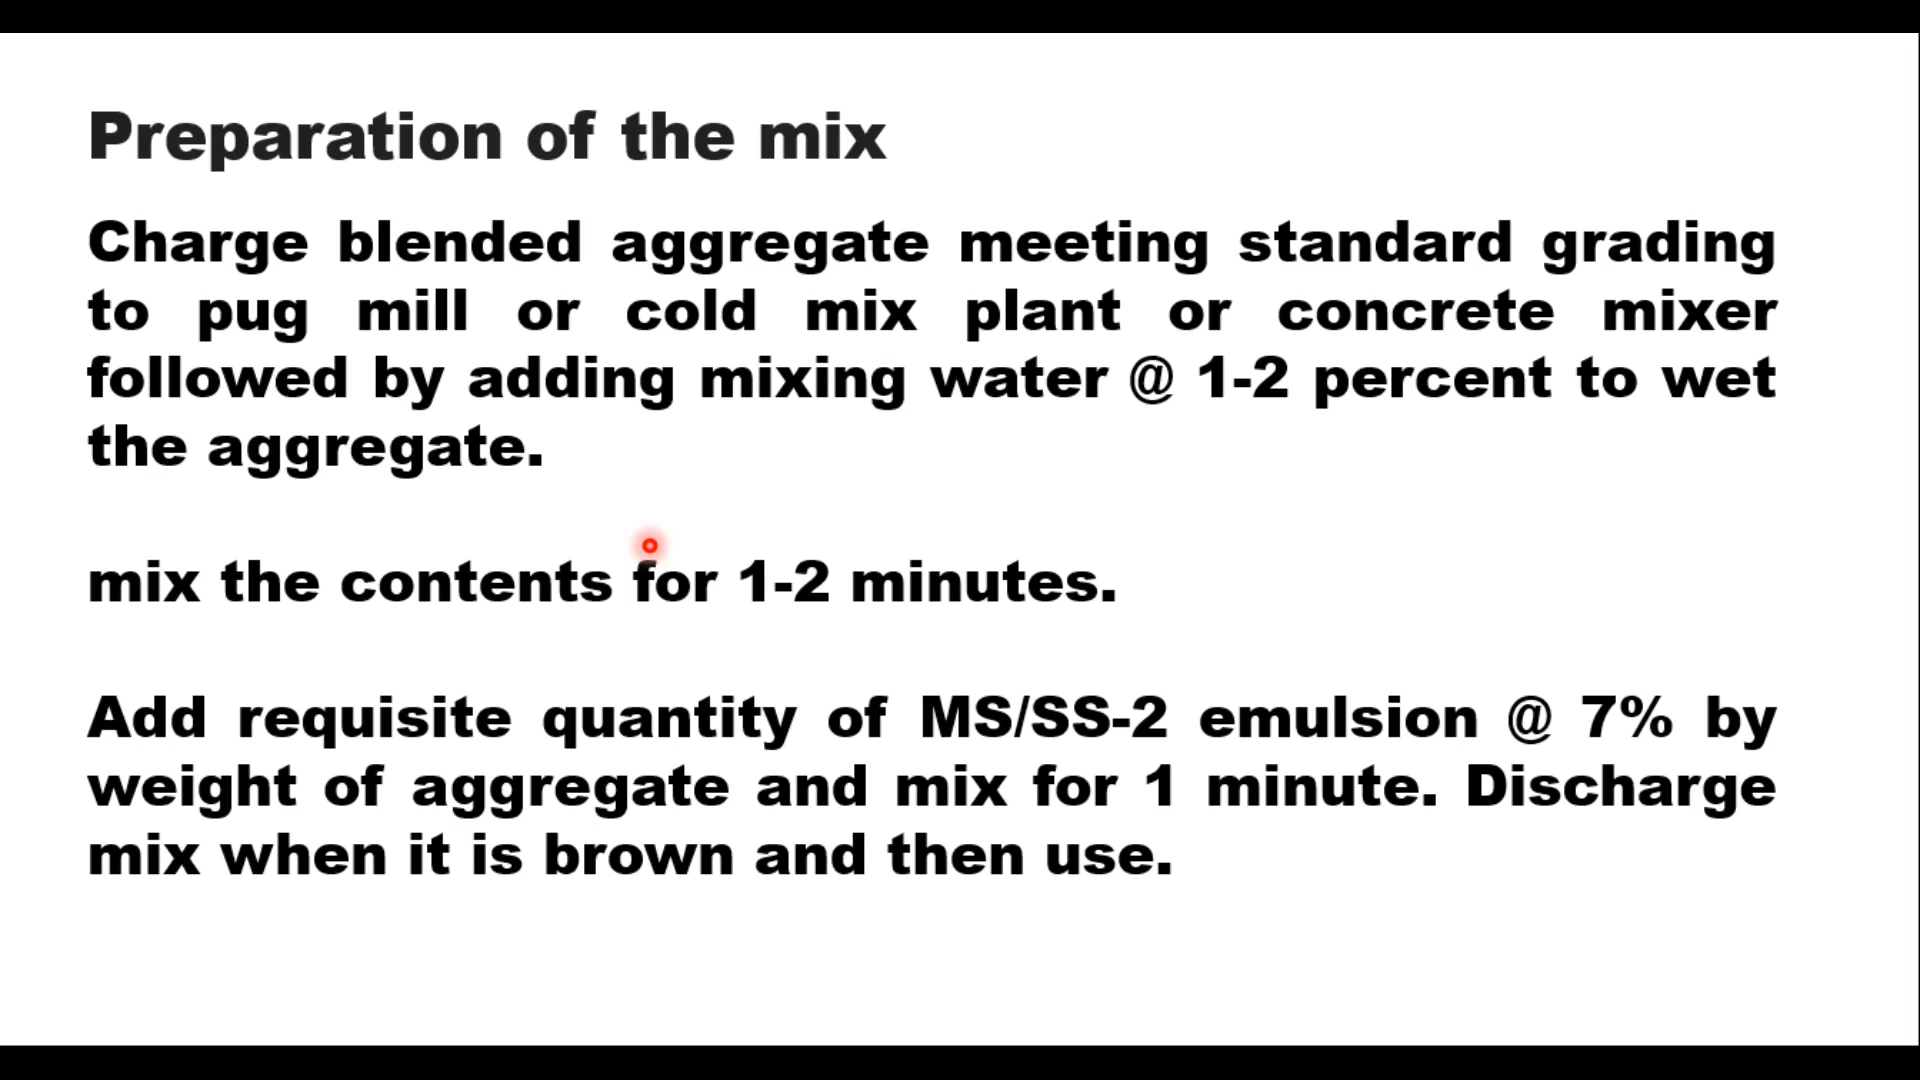 Preparation of the mix
Charge blended aggregate meeting standard grading
to pug mill or cold mix plant or concrete mixer
followed by adding mixing water @ 1-2 percent to wet
the aggregate.
mix the contents for 1-2 minutes.
Add requisite quantity of MS/SS-2 emulsion @ 7% by
weight of aggregate and mix for 1 minute. Discharge
mix when it is brown and then use.